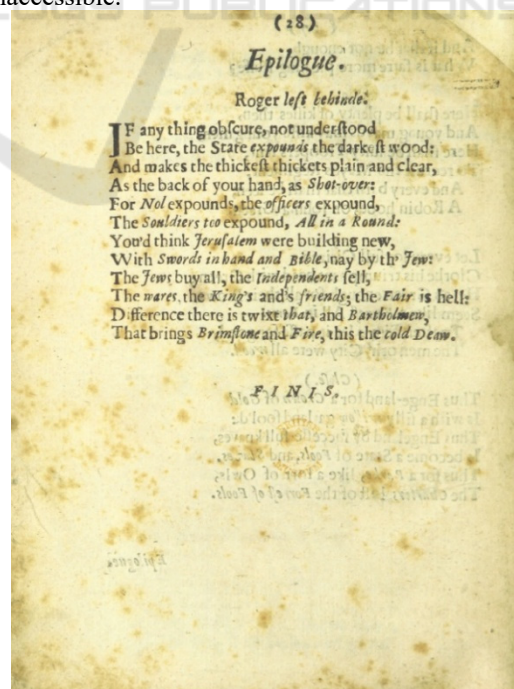 inaccessible.
(28)
Epilogue.
Roger left behinde.
IF any thing obscure, not understood
Be here, the State expounds the darkest wood:
And makes the thickest thickets plain and clear,
As the back of your hand, as Shot-over:
For Nol expounds, the officers expound,
The Souldiers too expound, All in a Round:
You'd think Jerusalem were building new,
With Swords in hand and Bible, nay by th' Jew:
The Jews buy all, the Independents sell,
The wares, the King's and's friends; the Fair is hell:
Difference there is twixt that, and Bartholmew,
That brings Brimstone and Fire, this the cold Deaw.
FINIS.